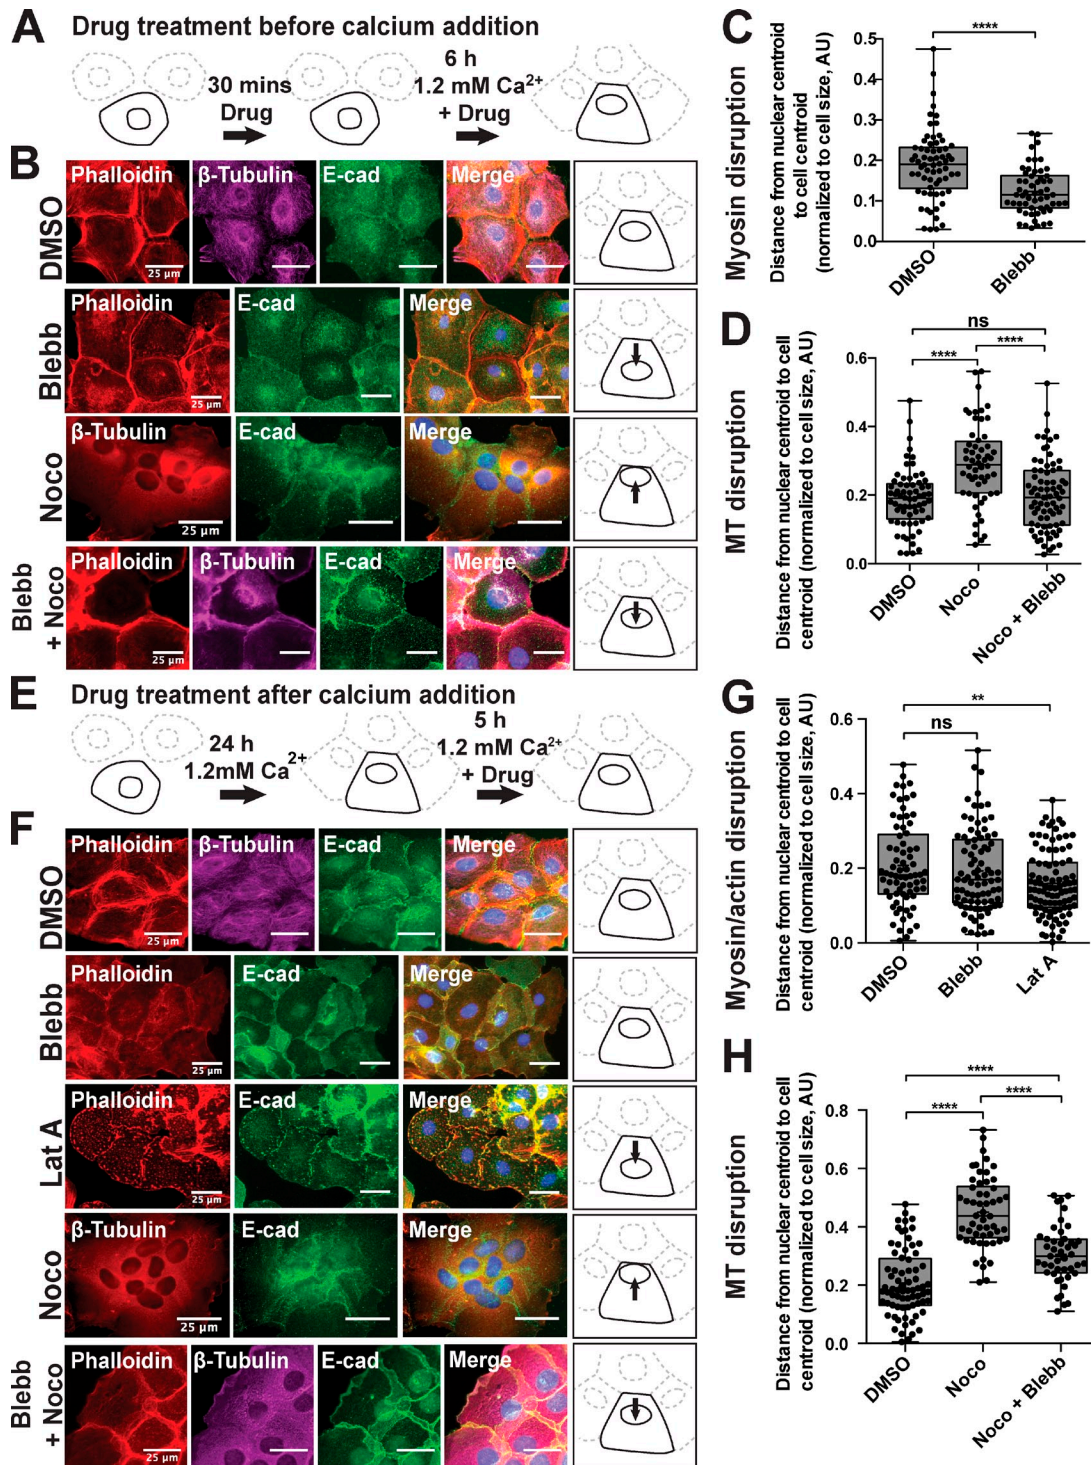 A Drug treatment before calcium addition
30 mins
Drug
6 h
1.2 mM Ca²⁺
+ Drug
B
DMSO
Phalloidin β-Tubulin E-cad Merge
25 µm
Blebb
Phalloidin E-cad Merge
25 µm
Noco
β-Tubulin E-cad Merge
25 µm
Blebb
+ Noco
Phalloidin β-Tubulin E-cad Merge
25 µm
C
Myosin disruption
Distance from nuclear centroid
to cell centroid
(normalized to cell size, AU)
****
0.5
0.4
0.3
0.2
0.1
0.0
DMSO Blebb
D
MT disruption
Distance from nuclear centroid to cell
centroid (normalized to cell size, AU)
ns
**** ****
0.6
0.4
0.2
0.0
DMSO Noco Noco + Blebb
E Drug treatment after calcium addition
24 h
1.2mM Ca²⁺
5 h
1.2 mM Ca²⁺
+ Drug
F
DMSO
Phalloidin β-Tubulin E-cad Merge
25 µm
Blebb
Phalloidin E-cad Merge
25 µm
Lat A
Phalloidin E-cad Merge
25 µm
Noco
β-Tubulin E-cad Merge
25 µm
Blebb
+ Noco
Phalloidin β-Tubulin E-cad Merge
25 µm
G
Myosin/actin disruption
Distance from nuclear centroid to cell
centroid (normalized to cell size, AU)
**
ns
0.6
0.4
0.2
0.0
DMSO Blebb Lat A
H
MT disruption
Distance from nuclear centroid to cell
centroid (normalized to cell size, AU)
****
**** ****
0.8
0.6
0.4
0.2
0.0
DMSO Noco Noco + Blebb